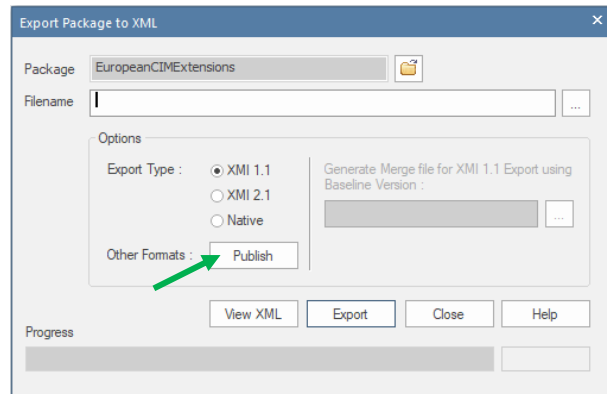 Export Package to XML
Package EuropeanCIMExtensions
Filename ...
Options
Export Type : XMI 1.1
Generate Merge file for XMI 1.1 Export using
Baseline Version :
XMI 2.1
...
Native
Other Formats : Publish
View XML Export Close Help
Progress